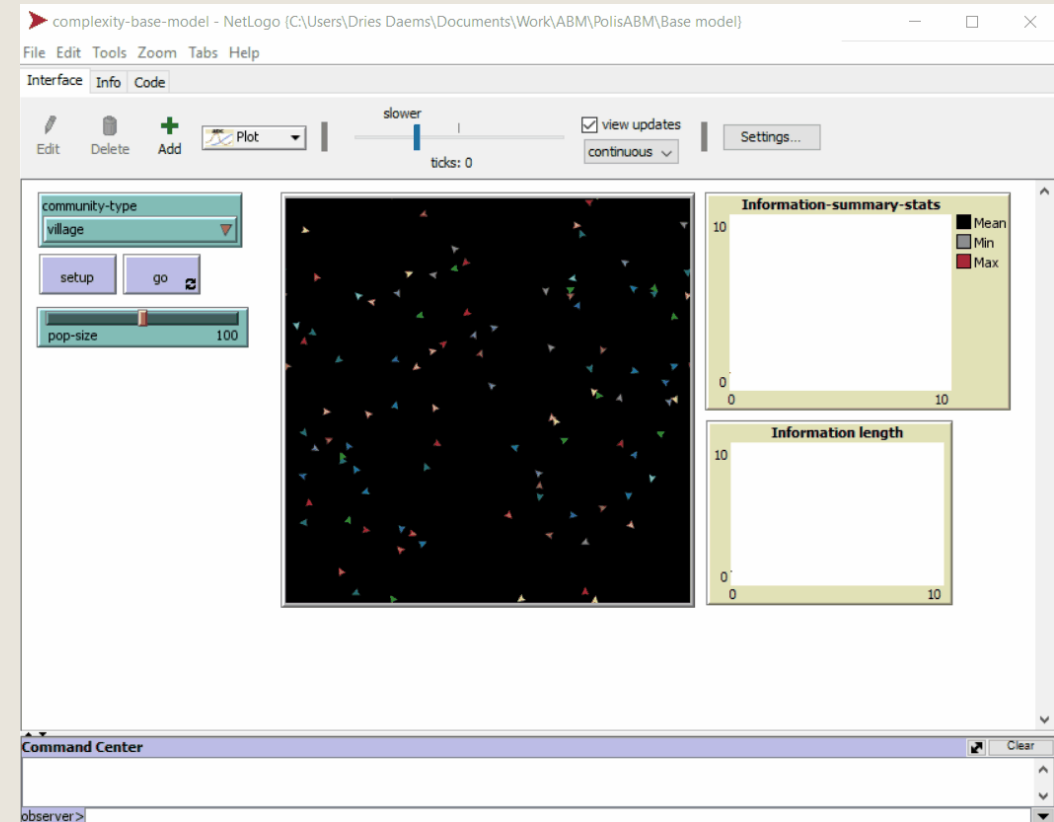 complexity-base-model - NetLogo {C:\Users\Dries Daems\Documents\Work\ABM\PolisABM\Base model}
File Edit Tools Zoom Tabs Help
Interface Info Code
Edit Delete Add Plot slower ticks: 0 view updates continuous Settings...
community-type
village
setup go
pop-size 100
Information-summary-stats
10
0
0 10
Mean
Min
Max
Information length
10
0
0 10
Command Center Clear
observer>